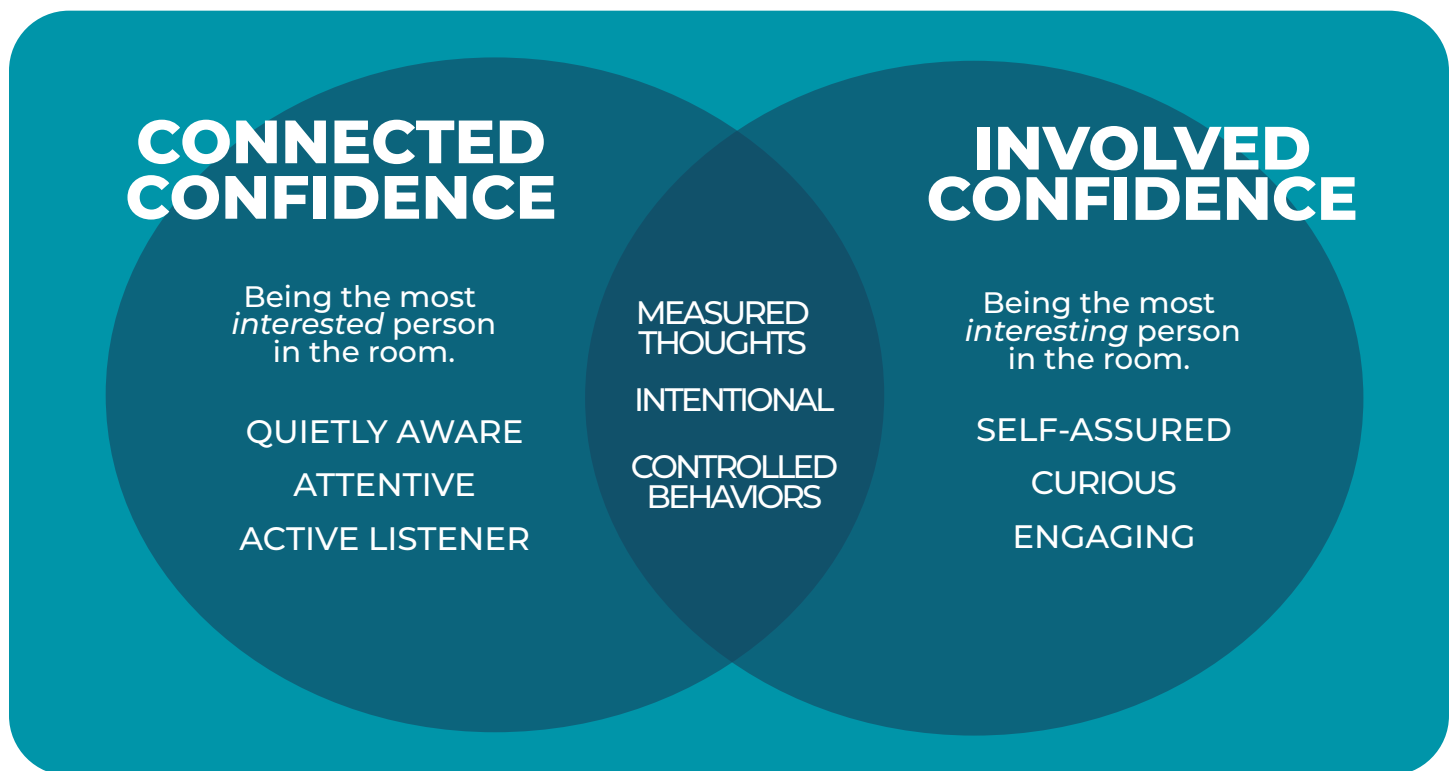 CONNECTED
CONFIDENCE
Being the most
interested person
in the room.
QUIETLY AWARE
ATTENTIVE
ACTIVE LISTENER
MEASURED
THOUGHTS
INTENTIONAL
CONTROLLED
BEHAVIORS
INVOLVED
CONFIDENCE
Being the most
interesting person
in the room.
SELF-ASSURED
CURIOUS
ENGAGING